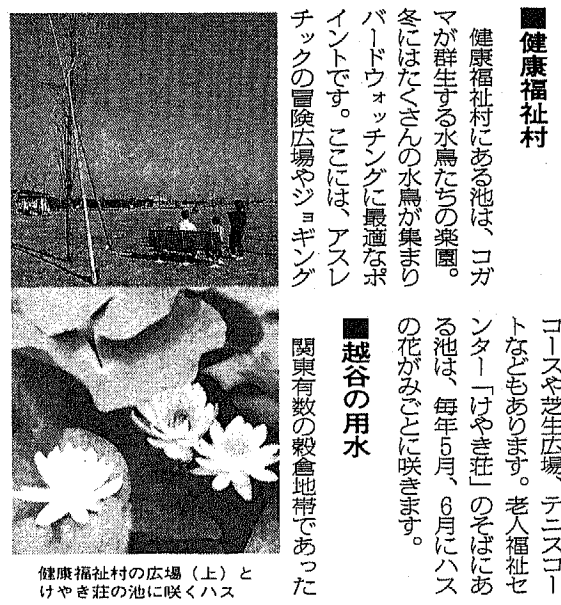 ■健康福祉村
健康福祉村にある池は、コガ
マが群生する水鳥たちの楽園。
冬にはたくさんの水鳥が集まり
バードウォッチングに最適なポ
イントです。ここには、アスレ
チックの冒険広場やジョギング
コースや芝生広場、テニスコー
トなどもあります。老人福祉セ
ンター「けやき荘」のそばにあ
る池は、毎年5月、6月にハス
の花がみごとに咲きます。
■越谷の用水
関東有数の穀倉地帯であった
健康福祉村の広場（上）と
けやき荘の池に咲くハス